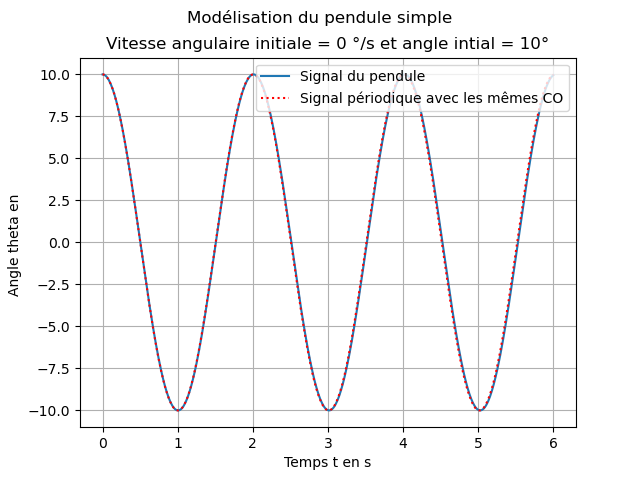 Modélisation du pendule simple
Vitesse angulaire initiale = 0 °/s et angle intial = 10°
Signal du pendule
Signal périodique avec les mêmes CO
Angle theta en
10.0
7.5
5.0
2.5
0.0
−2.5
−5.0
−7.5
−10.0
0 1 2 3 4 5 6
Temps t en s